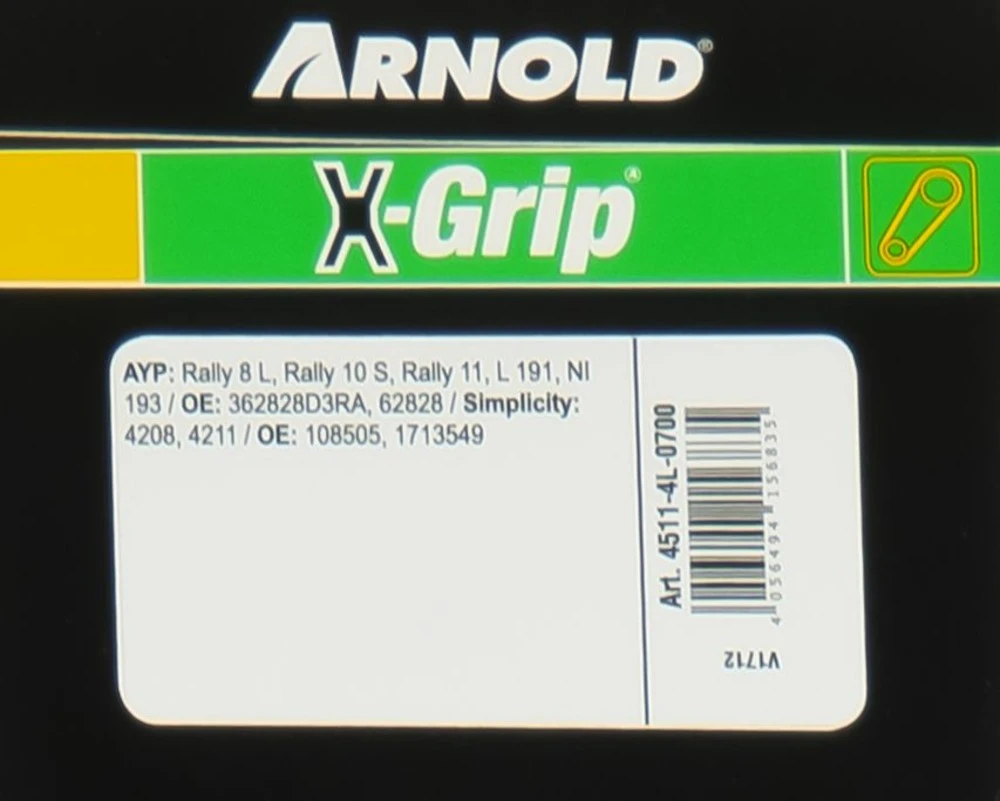 ARNOLD®
X-Grip®
AYP: Rally 8 L, Rally 10 S, Rally 11, L 191, NI
193 / OE: 362828D3RA, 62828 / Simplicity:
4208, 4211 / OE: 108505, 1713549
Art. 4511-4L-0700
4 056494 156835
V1712